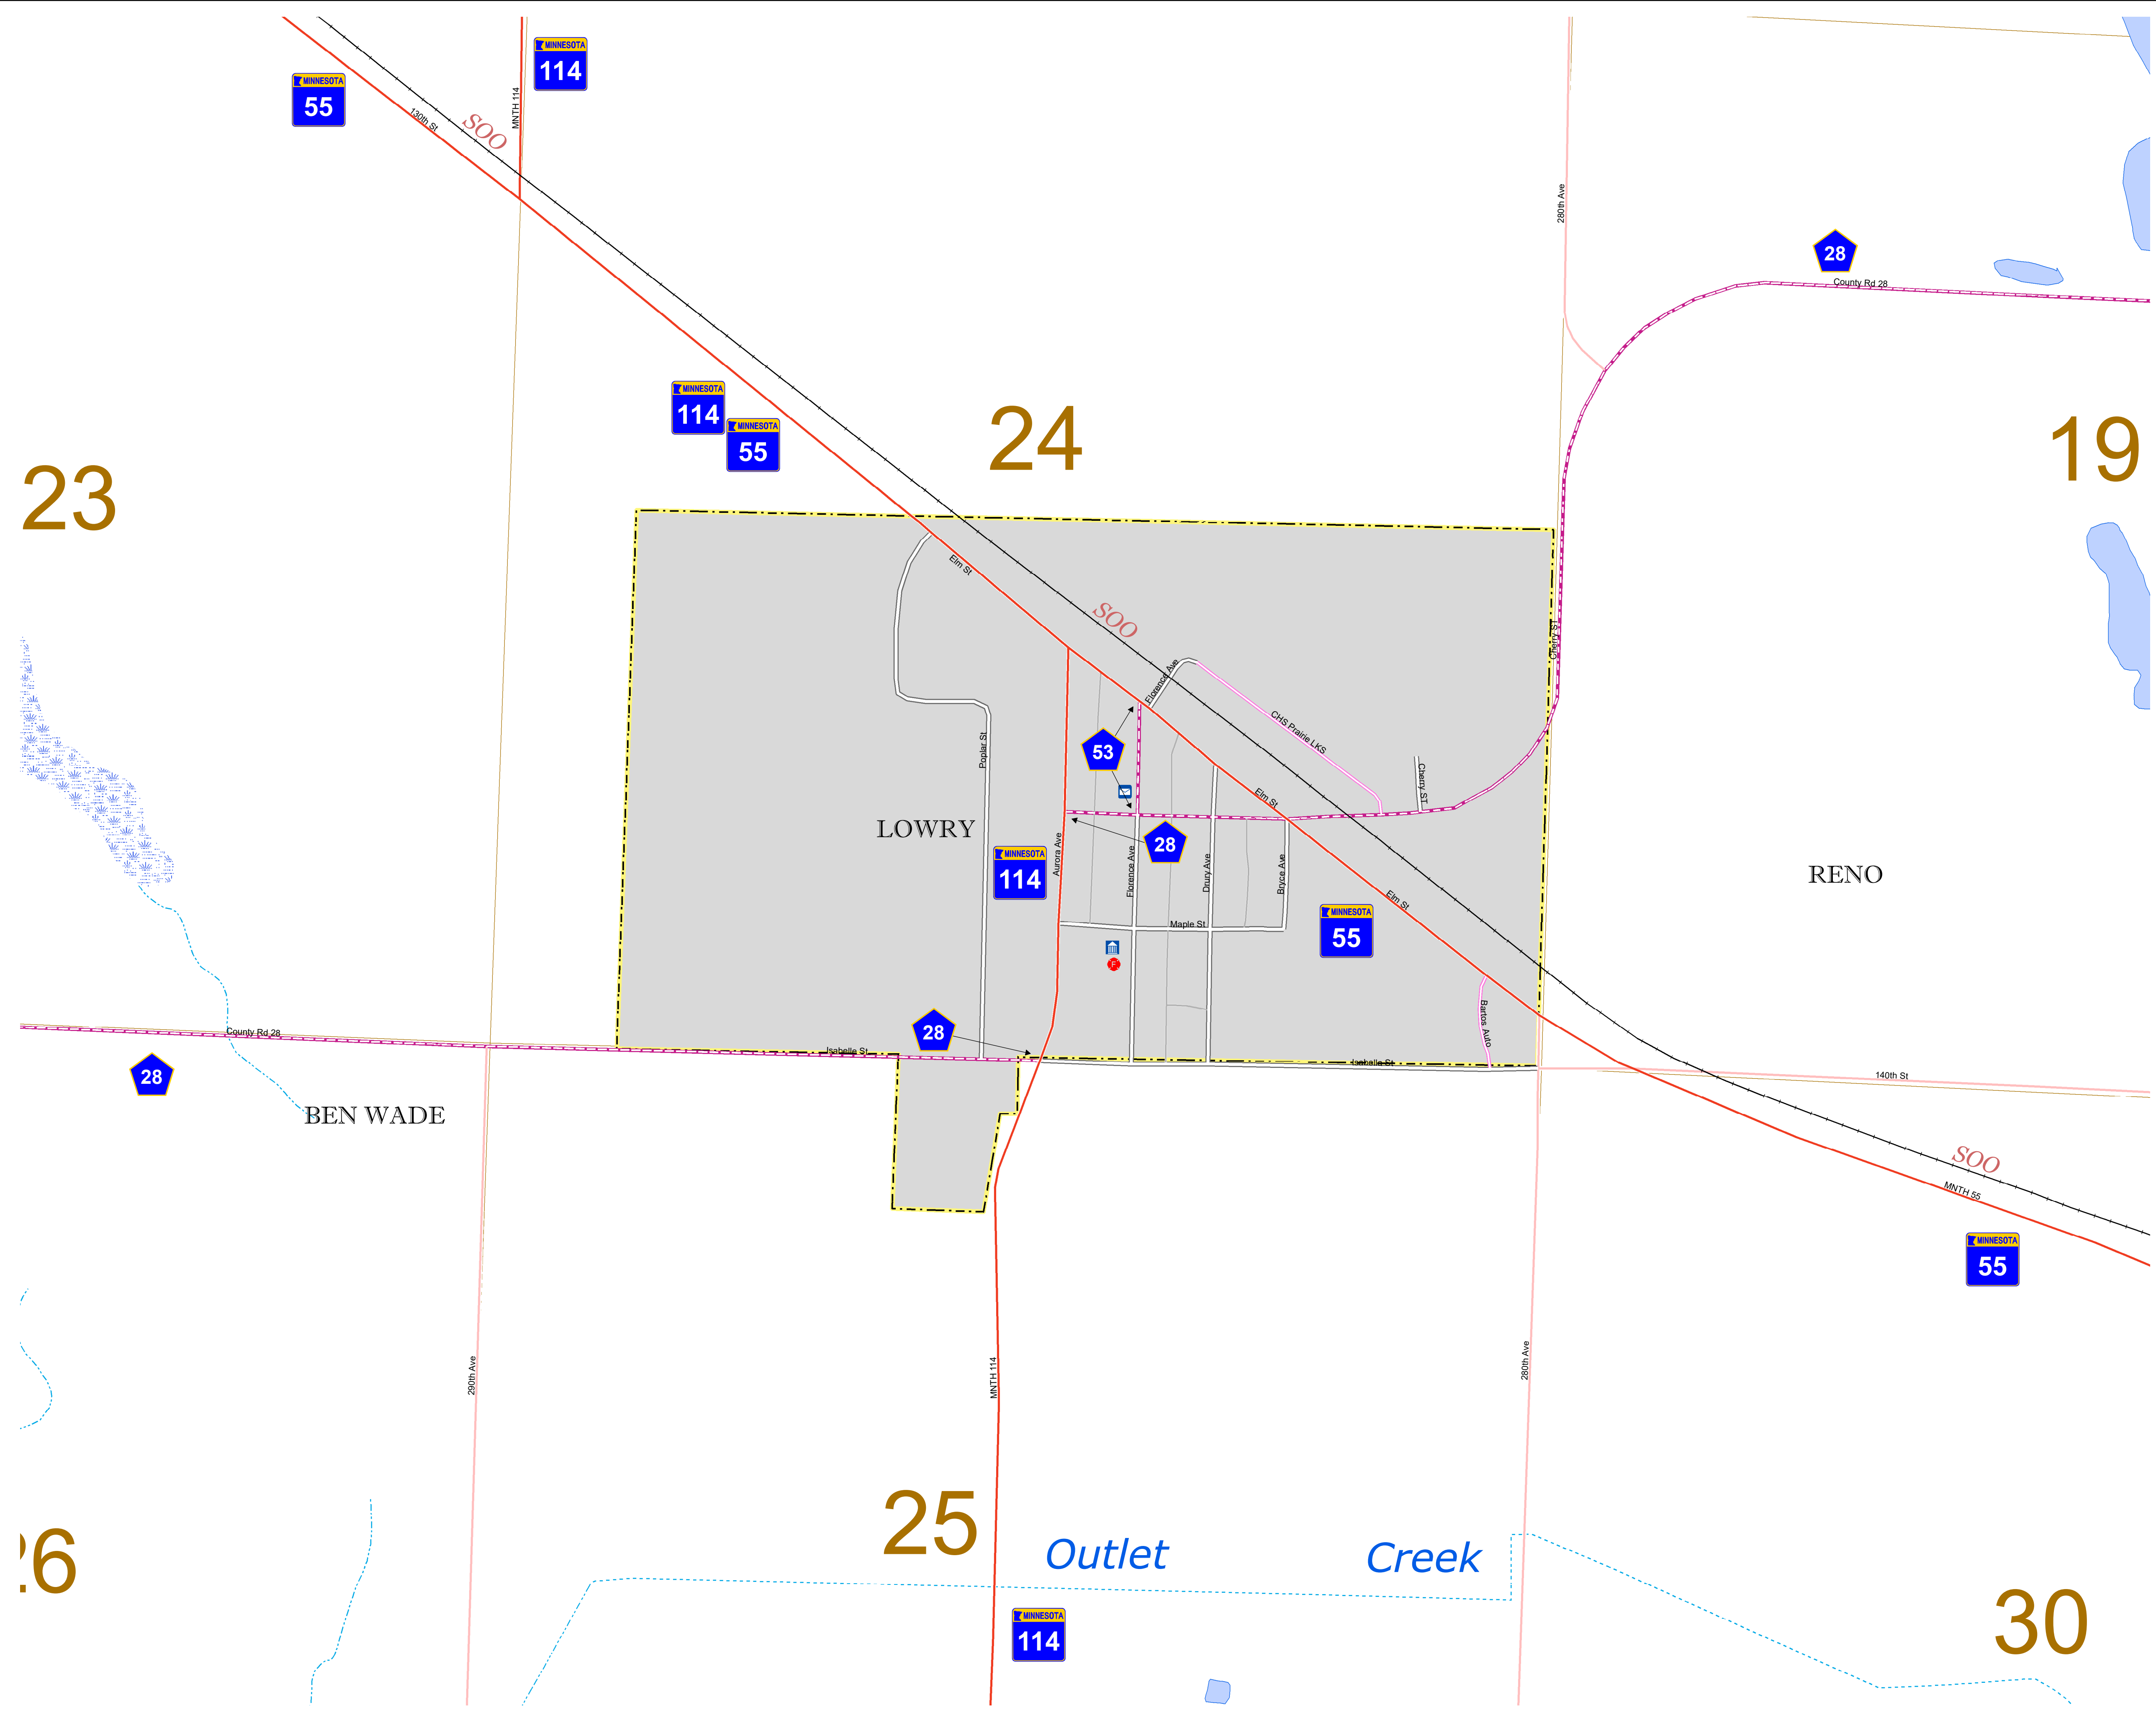 MINNESOTA
114
MINNESOTA
55
130th St
SOO
MNTH 114
280th Ave
28
County Rd 28
MINNESOTA
114
MINNESOTA
55
24
19
23
Elm St
SOO
Cherry ST
Florence Ave
CHS Prairie LKS
Poplar St
53
Cherry ST
Elm St
LOWRY
28
Aurora Ave
MINNESOTA
114
Florence Ave
Drury Ave
Bryce Ave
RENO
Elm St
MINNESOTA
55
Maple St
F
Bartos Auto
28
County Rd 28
Isabelle St
Isabelle St
28
140th St
BEN WADE
SOO
MNTH 55
MINNESOTA
55
290th Ave
MNTH 114
280th Ave
25
Outlet Creek
26
30
MINNESOTA
114